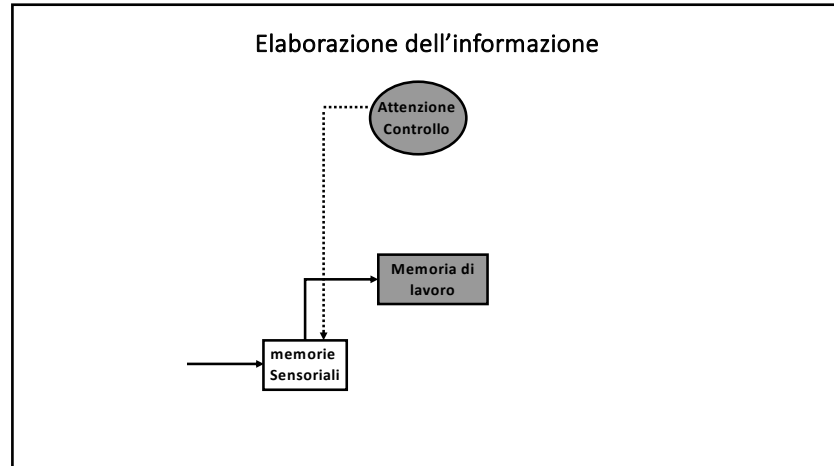 Elaborazione dell’informazione
Attenzione
Controllo
Memoria di
lavoro
memorie
Sensoriali